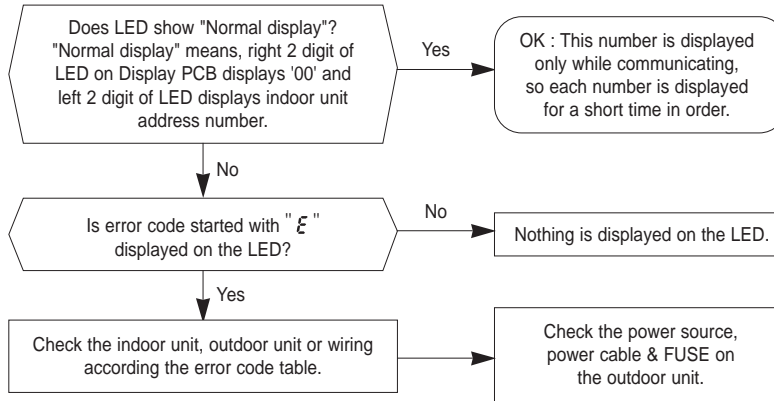 Does LED show "Normal display"?
"Normal display" means, right 2 digit of
LED on Display PCB displays '00' and
left 2 digit of LED displays indoor unit
address number.
Yes
OK : This number is displayed
only while communicating,
so each number is displayed
for a short time in order.
No
Is error code started with "E"
displayed on the LED?
No
Nothing is displayed on the LED.
Yes
Check the indoor unit, outdoor unit or wiring
according the error code table.
Check the power source,
power cable & FUSE on
the outdoor unit.